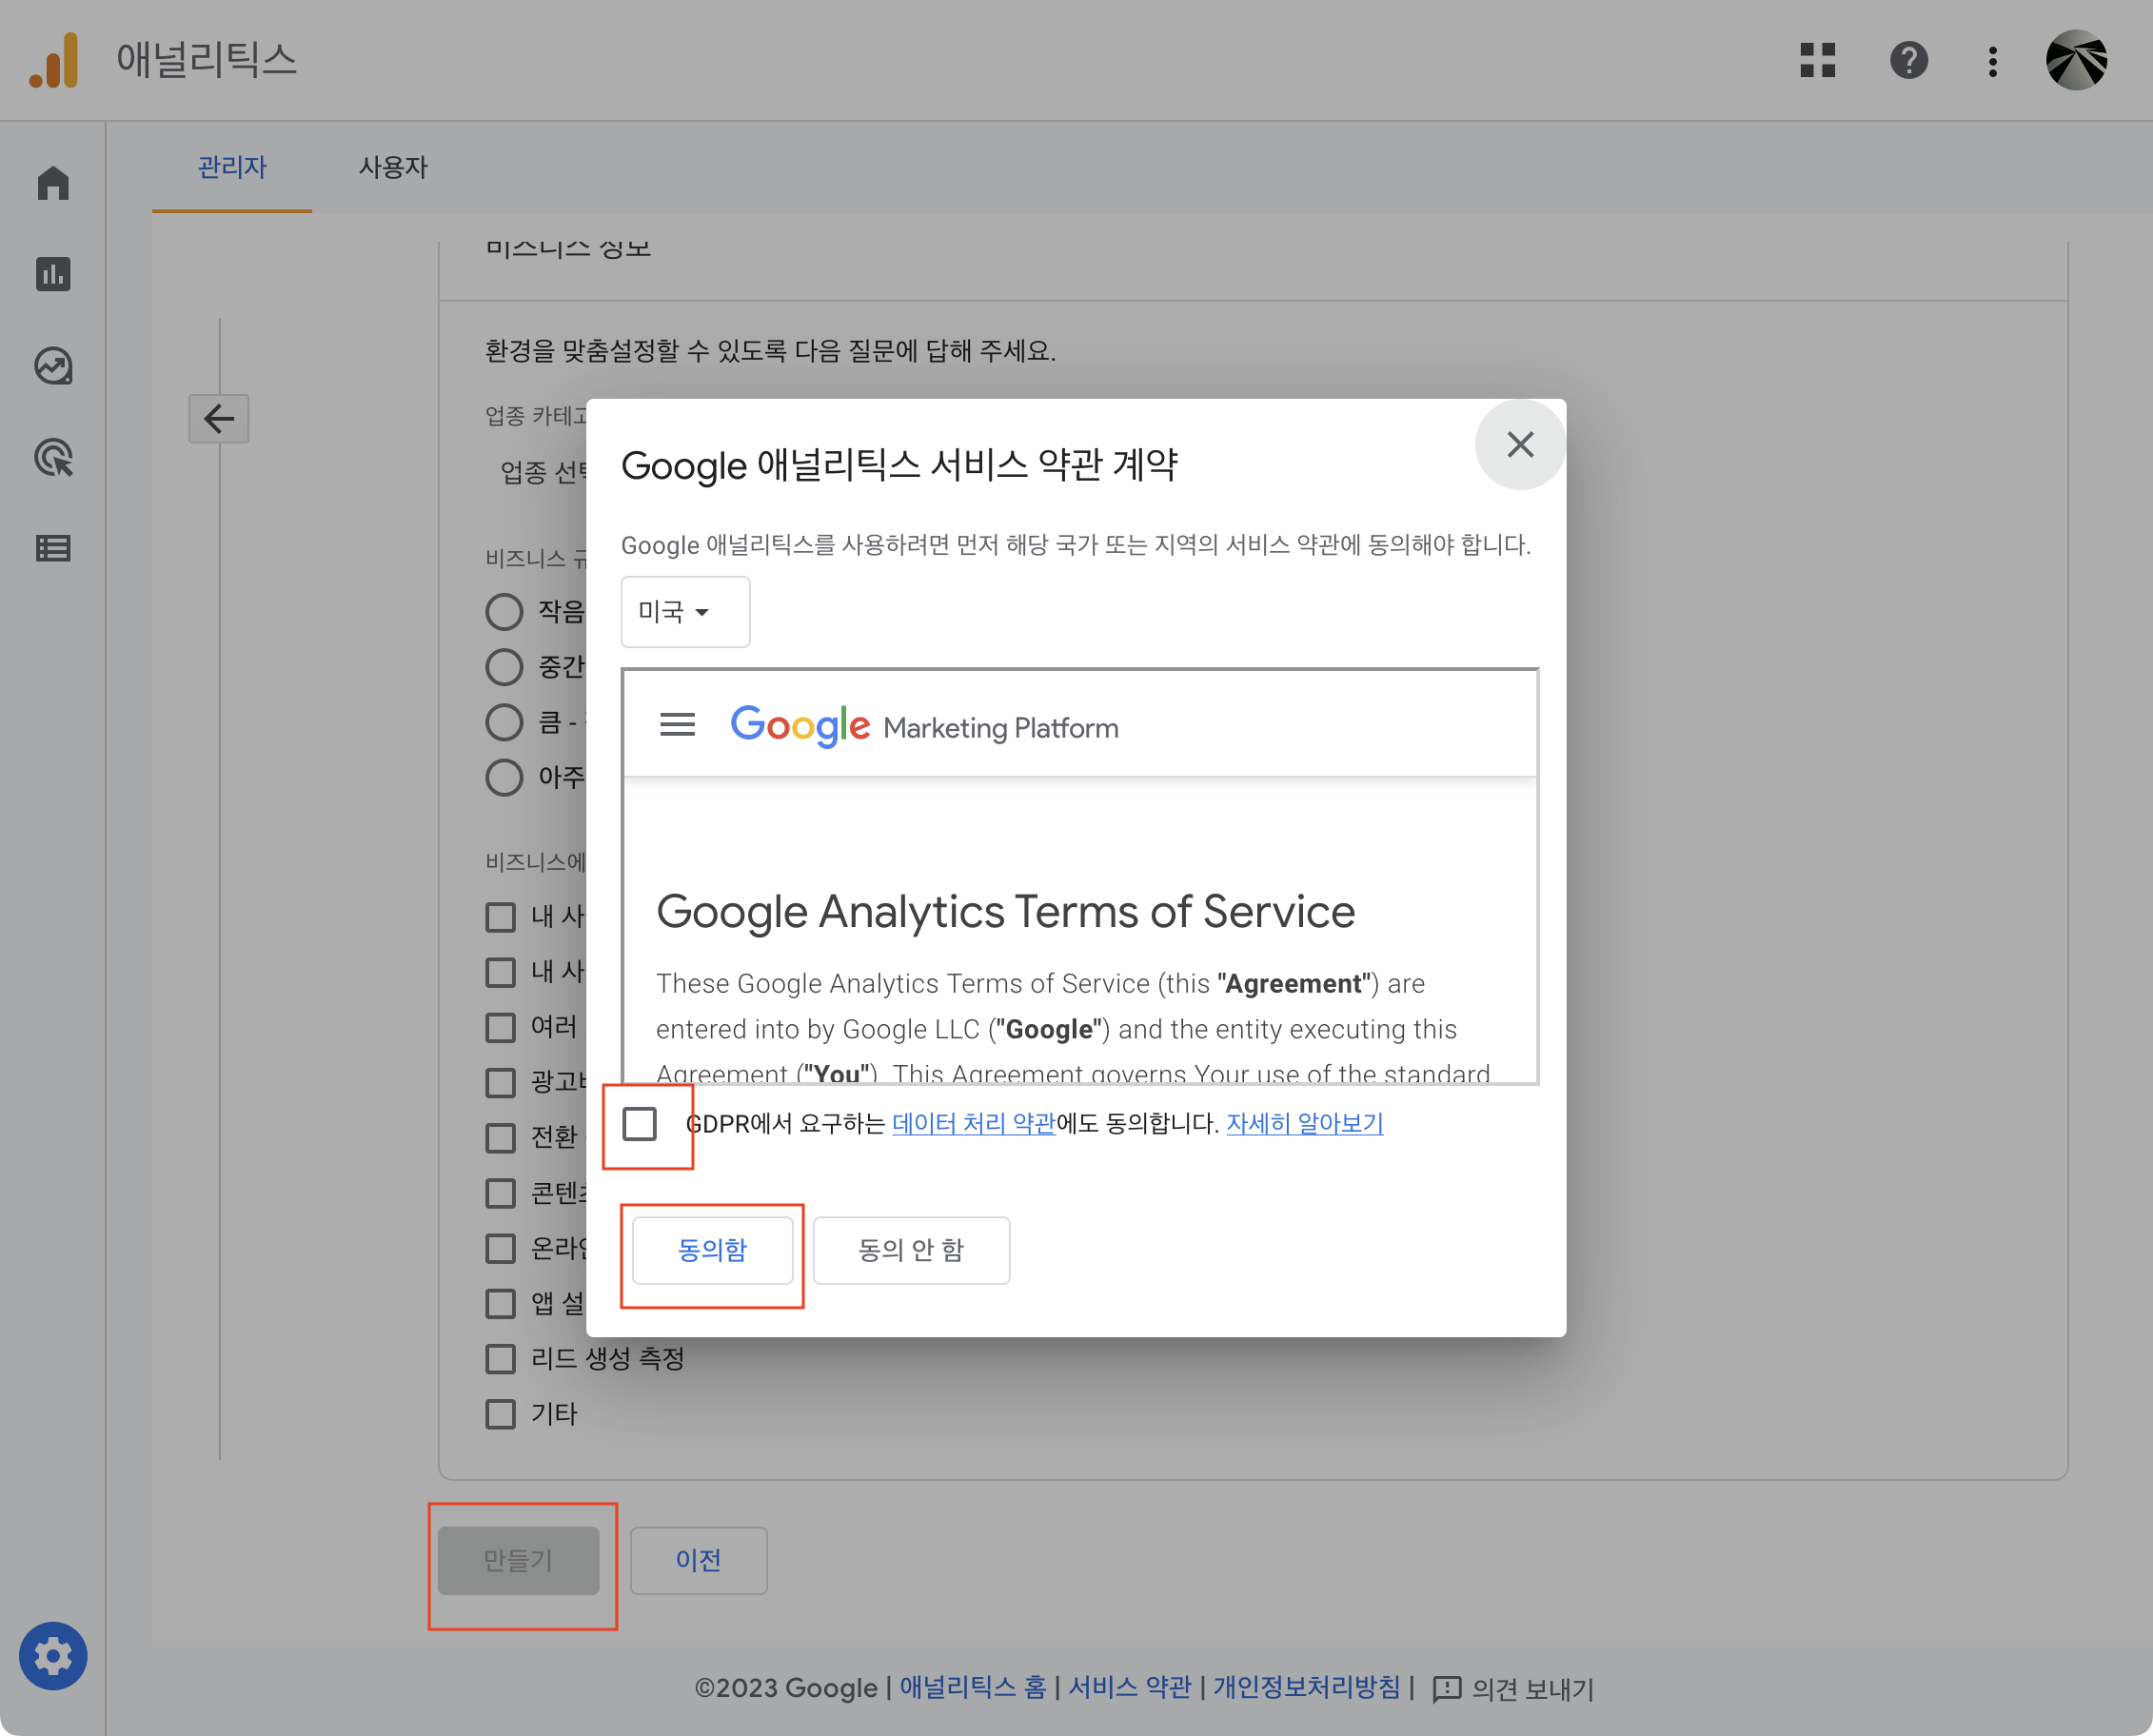 애널리틱스
관리자
사용자
비즈니스 정보
환경을 맞춤설정할 수 있도록 다음 질문에 답해 주세요.
업종 카테고
업종 선택
비즈니스 규
작음
중간
큼 -
아주
비즈니스에
내 사
내 사
여러
광고비
전환
콘텐츠
온라인
앱 설
리드 생성 측정
기타
Google 애널리틱스 서비스 약관 계약
Google 애널리틱스를 사용하려면 먼저 해당 국가 또는 지역의 서비스 약관에 동의해야 합니다.
미국
Google Marketing Platform
Google Analytics Terms of Service
These Google Analytics Terms of Service (this "Agreement") are
entered into by Google LLC ("Google") and the entity executing this
Agreement ("You"). This Agreement governs Your use of the standard
GDPR에서 요구하는 데이터 처리 약관에도 동의합니다. 자세히 알아보기
동의함
동의 안 함
만들기
이전
©2023 Google | 애널리틱스 홈 | 서비스 약관 | 개인정보처리방침 | 의견 보내기